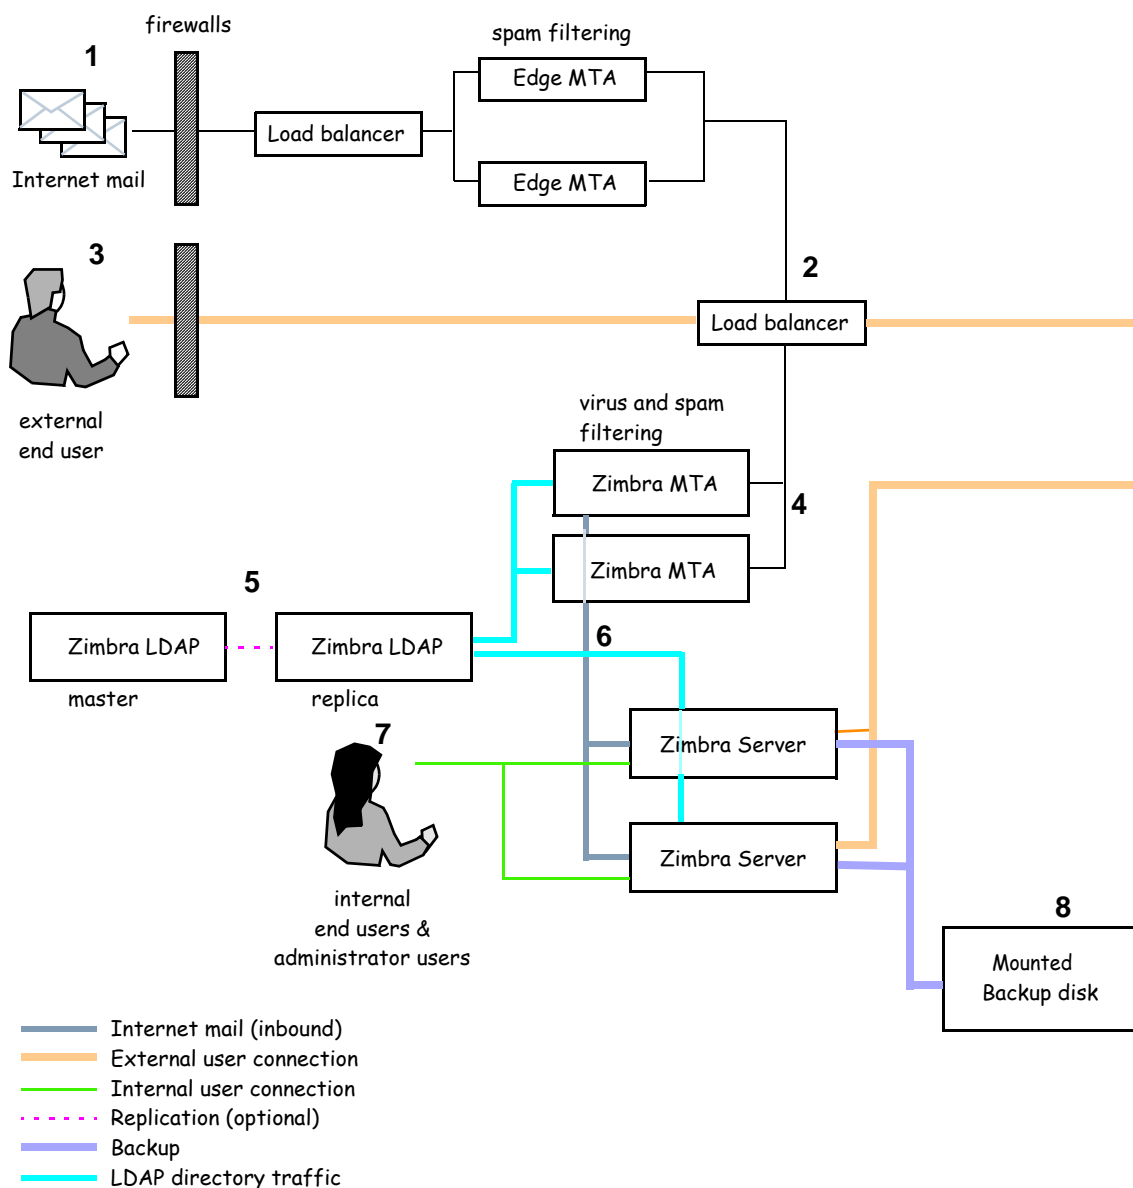 firewalls
spam filtering
1
Edge MTA
Load balancer
Internet mail
Edge MTA
3
2
Load balancer
external
end user
virus and spam
filtering
Zimbra MTA
4
Zimbra MTA
5
6
Zimbra LDAP
Zimbra LDAP
master
replica
7
Zimbra Server
Zimbra Server
internal
end users &
administrator users
8
Mounted
Backup disk
Internet mail (inbound)
External user connection
Internal user connection
Replication (optional)
Backup
LDAP directory traffic